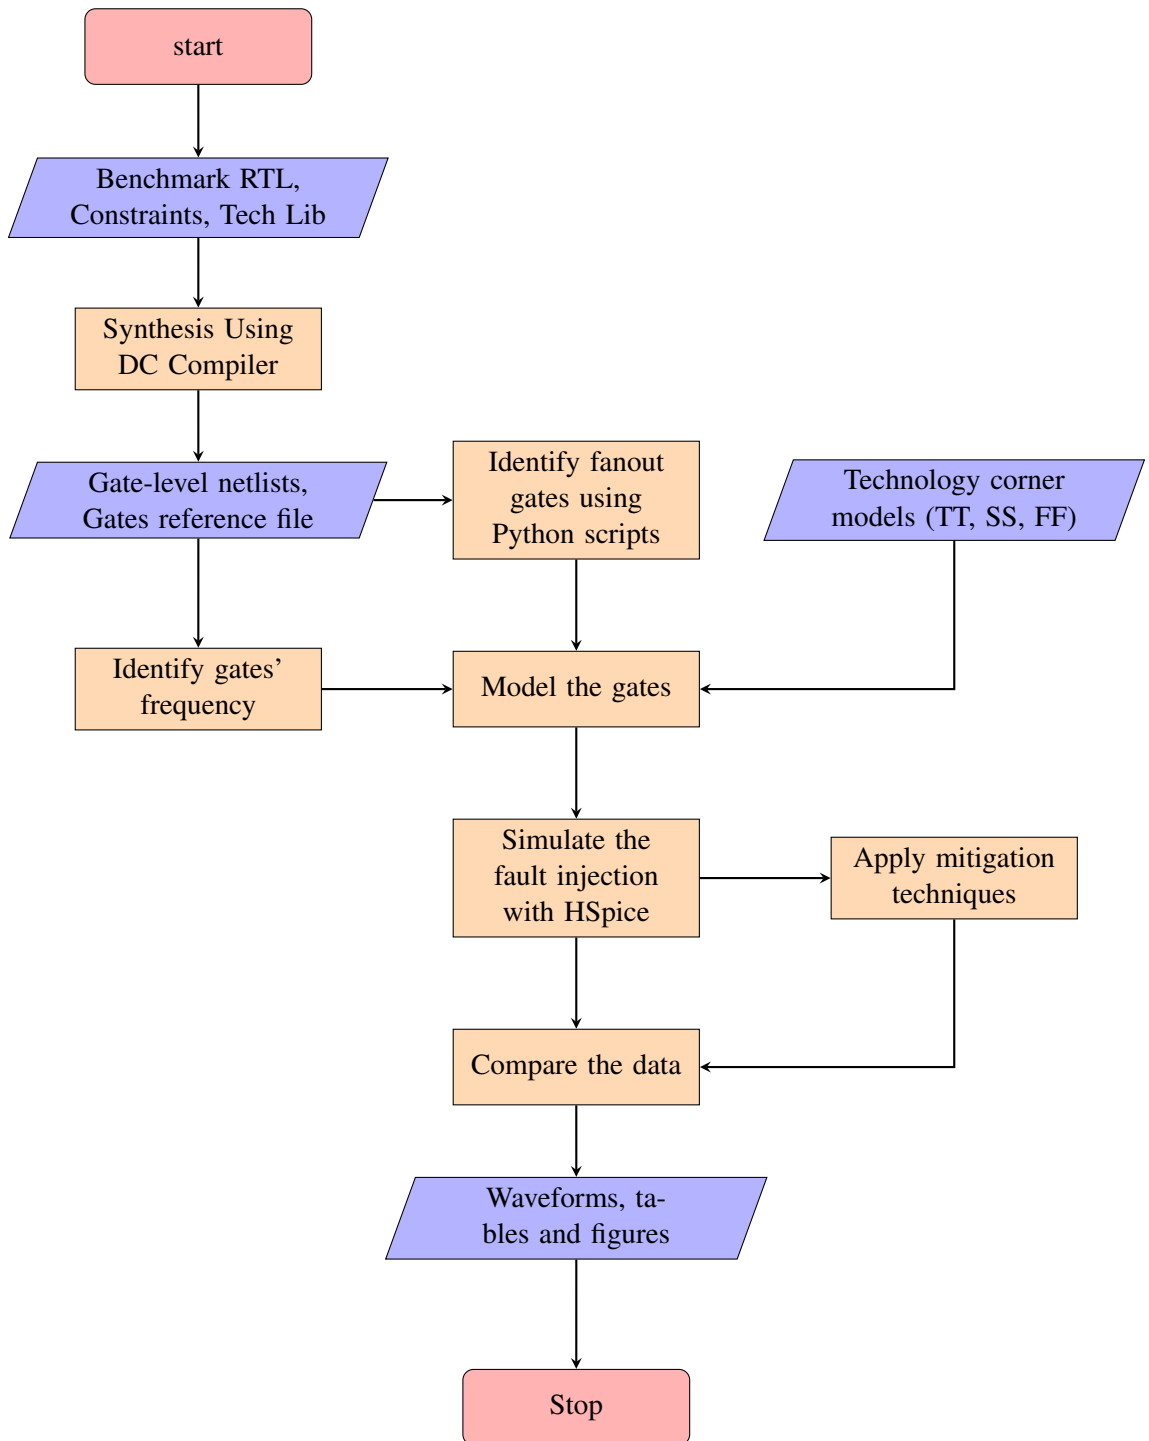 start
Benchmark RTL,
Constraints, Tech Lib
Synthesis Using
DC Compiler
Gate-level netlists,
Gates reference file
Identify fanout
gates using
Python scripts
Technology corner
models (TT, SS, FF)
Identify gates’
frequency
Model the gates
Simulate the
fault injection
with HSpice
Apply mitigation
techniques
Compare the data
Waveforms, ta-
bles and figures
Stop